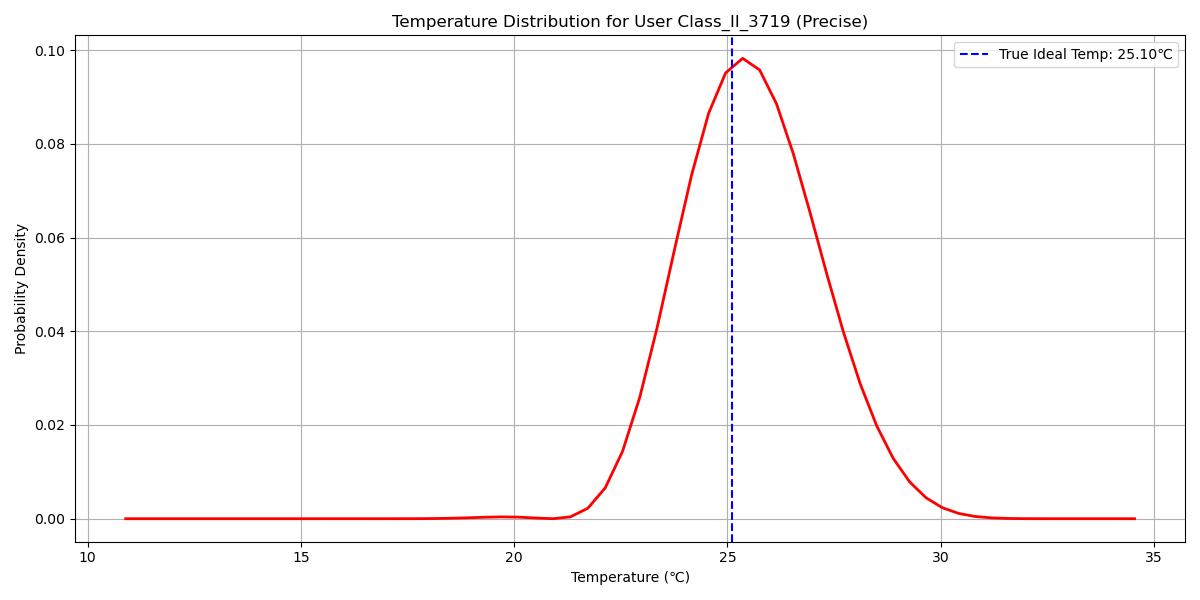 Temperature Distribution for User Class_II_3719 (Precise)
True Ideal Temp: 25.10℃
Probability Density
0.10
0.08
0.06
0.04
0.02
0.00
10 15 20 25 30 35
Temperature (℃)